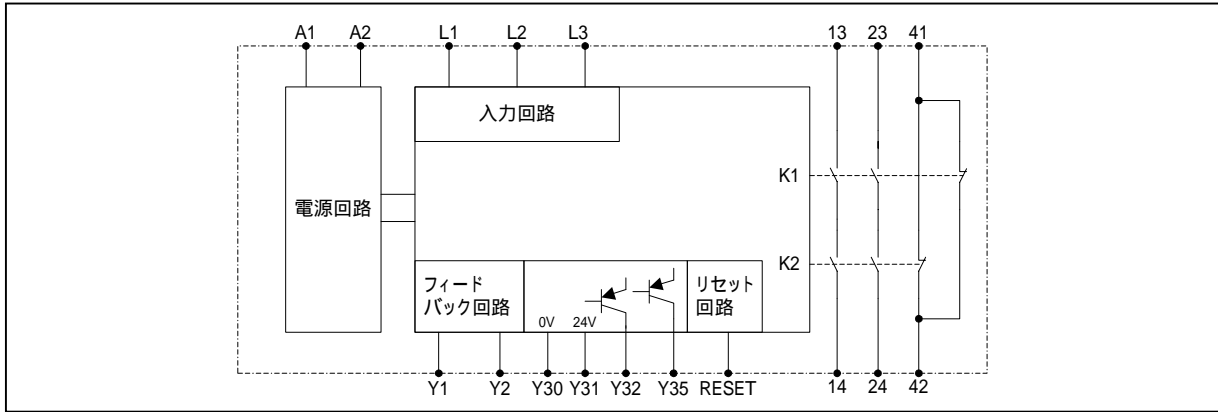 A1 A2 L1 L2 L3 13 23 41
入力回路
K1
電源回路
K2
フィード
バック回路
リセット
回路
0V 24V
Y1 Y2 Y30 Y31 Y32 Y35 RESET 14 24 42